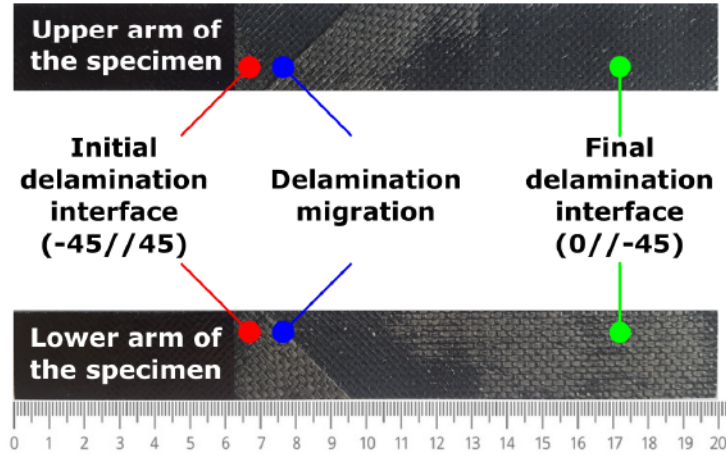 Upper arm of
the specimen
Initial
delamination
interface
(-45//45)
Delamination
migration
Final
delamination
interface
(0//-45)
Lower arm of
the specimen
0 1 2 3 4 5 6 7 8 9 10 11 12 13 14 15 16 17 18 19 20